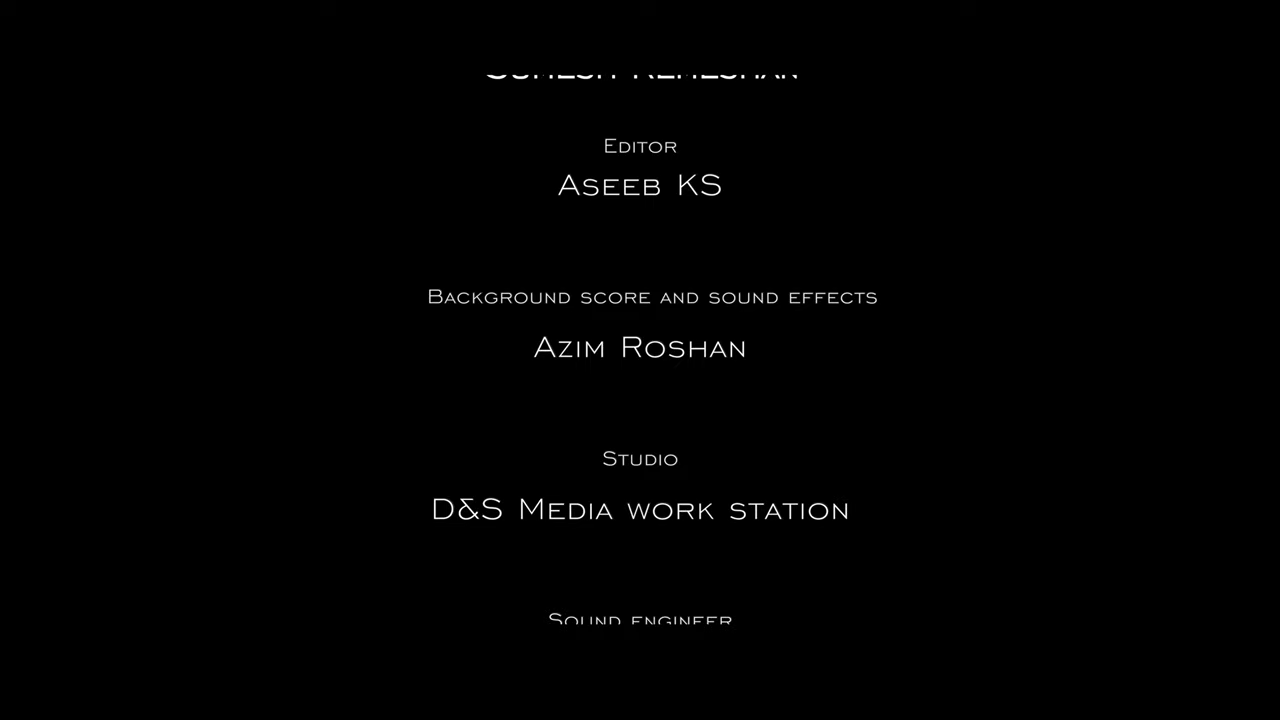 Editor
Aseeb KS
Background score and sound effects
Azim Roshan
Studio
D&S Media work station
Sound engineer